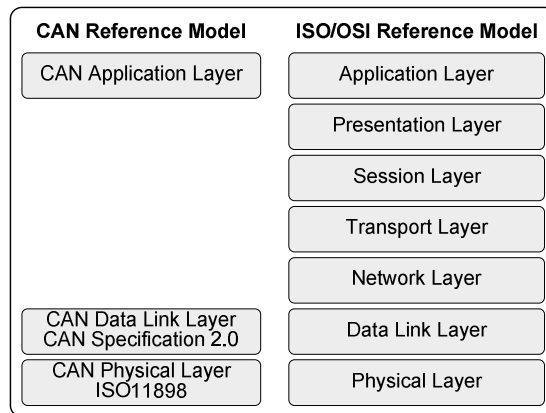 CAN Reference Model
ISO/OSI Reference Model
CAN Application Layer
Application Layer
Presentation Layer
Session Layer
Transport Layer
Network Layer
CAN Data Link Layer
CAN Specification 2.0
Data Link Layer
CAN Physical Layer
ISO11898
Physical Layer